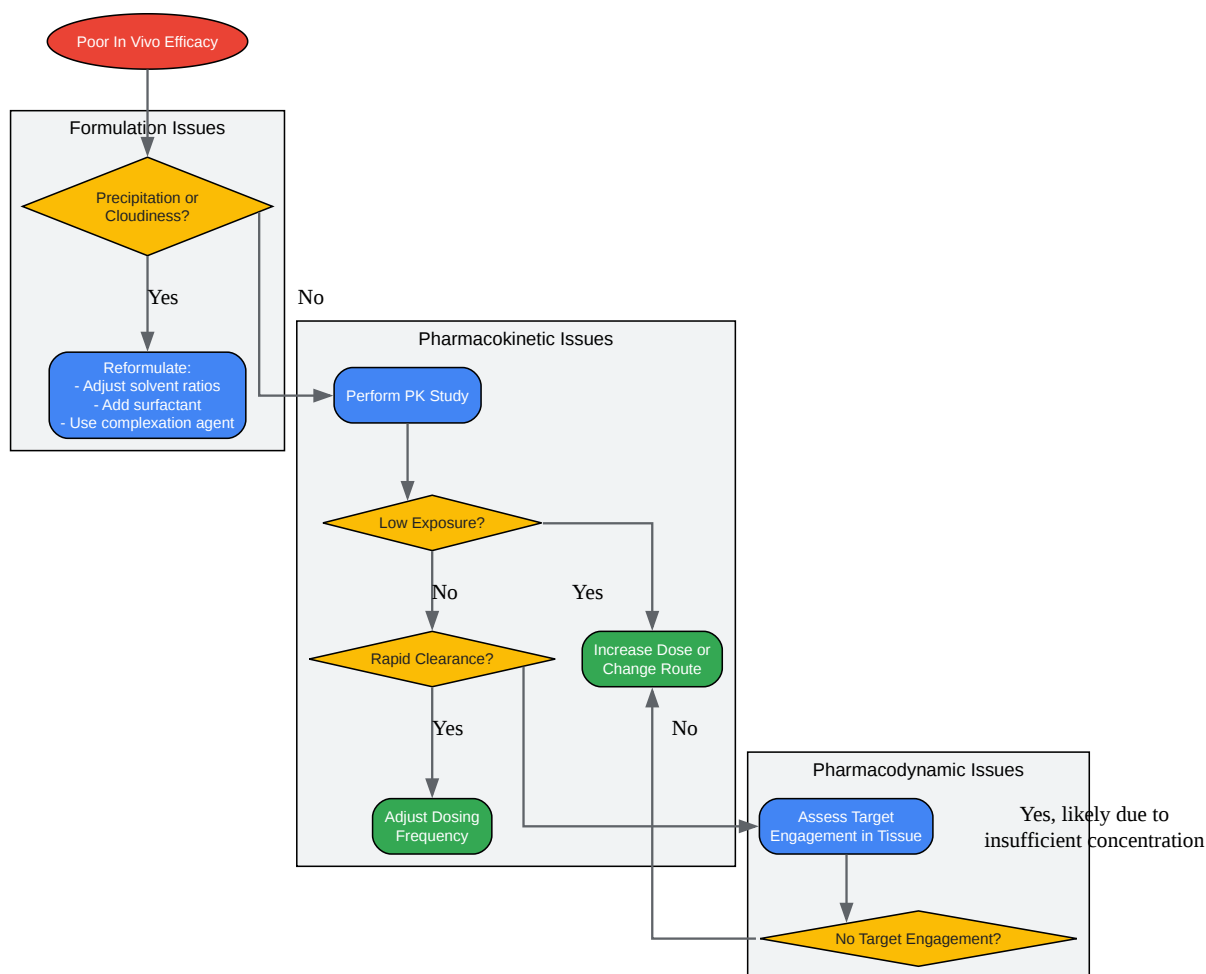 Poor In Vivo Efficacy
Formulation Issues
Precipitation or
Cloudiness?
Yes
No
Reformulate:
- Adjust solvent ratios
- Add surfactant
- Use complexation agent
Pharmacokinetic Issues
Perform PK Study
Low Exposure?
No
Yes
Rapid Clearance?
Increase Dose or
Change Route
Yes
No
Adjust Dosing
Frequency
Pharmacodynamic Issues
Assess Target
Engagement in Tissue
Yes, likely due to
insufficient concentration
No Target Engagement?